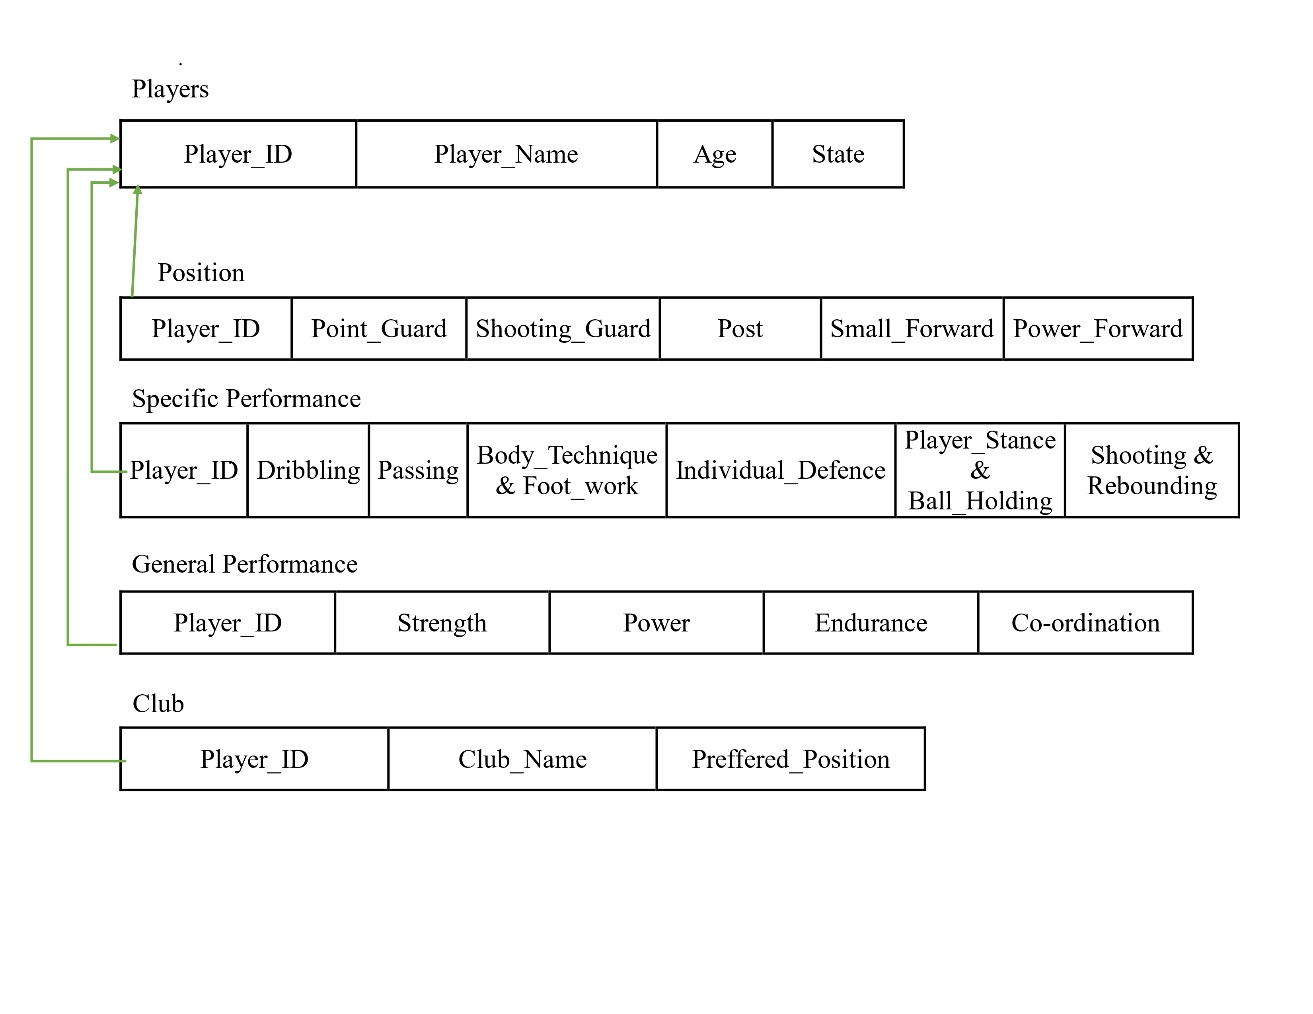 Players
Player_ID Player_Name Age State
Position
Player_ID Point_Guard Shooting_Guard Post Small_Forward Power_Forward
Specific Performance
Player_ID Dribbling Passing Body_Technique & Foot_work Individual_Defence Player_Stance & Ball_Holding Shooting & Rebounding
General Performance
Player_ID Strength Power Endurance Co-ordination
Club
Player_ID Club_Name Preffered_Position